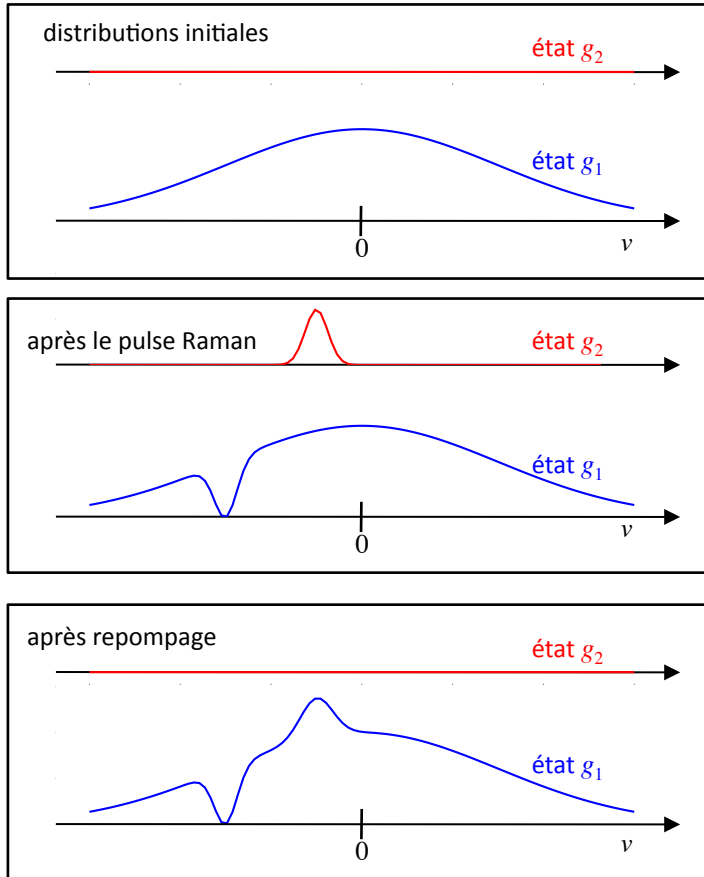 distributions initiales
état g₂
état g₁
0
v
après le pulse Raman
état g₂
état g₁
0
v
après repompage
état g₂
état g₁
0
v